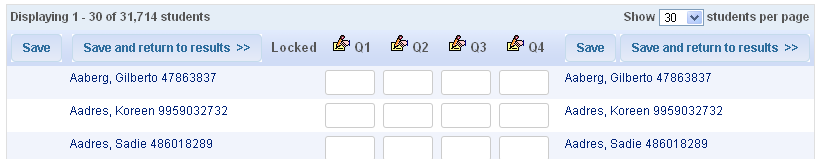 Displaying 1 - 30 of 31,714 students Show 30 students per page
Save Save and return to results >> Locked Q1 Q2 Q3 Q4 Save Save and return to results >>
Aaberg, Gilberto 47863837 Aaberg, Gilberto 47863837
Aadres, Koreen 9959032732 Aadres, Koreen 9959032732
Aadres, Sadie 486018289 Aadres, Sadie 486018289